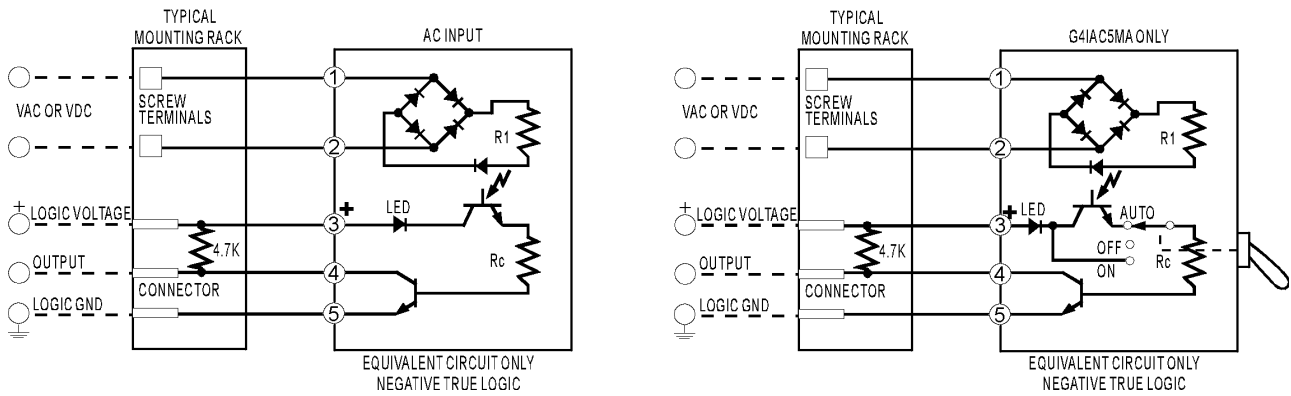 TYPICAL
MOUNTING RACK
AC INPUT
1
VAC OR VDC
SCREW
TERMINALS
R1
2
+
LOGIC VOLTAGE
3
+
LED
4.7K
Rc
OUTPUT
4
CONNECTOR
LOGIC GND
5
EQUIVALENT CIRCUIT ONLY
NEGATIVE TRUE LOGIC
TYPICAL
MOUNTING RACK
G4IAC5MA ONLY
1
VAC OR VDC
SCREW
TERMINALS
R1
2
+
LOGIC VOLTAGE
3
+
LED
AUTO
OFF
ON
4.7K
Rc
OUTPUT
4
CONNECTOR
LOGIC GND
5
EQUIVALENT CIRCUIT ONLY
NEGATIVE TRUE LOGIC